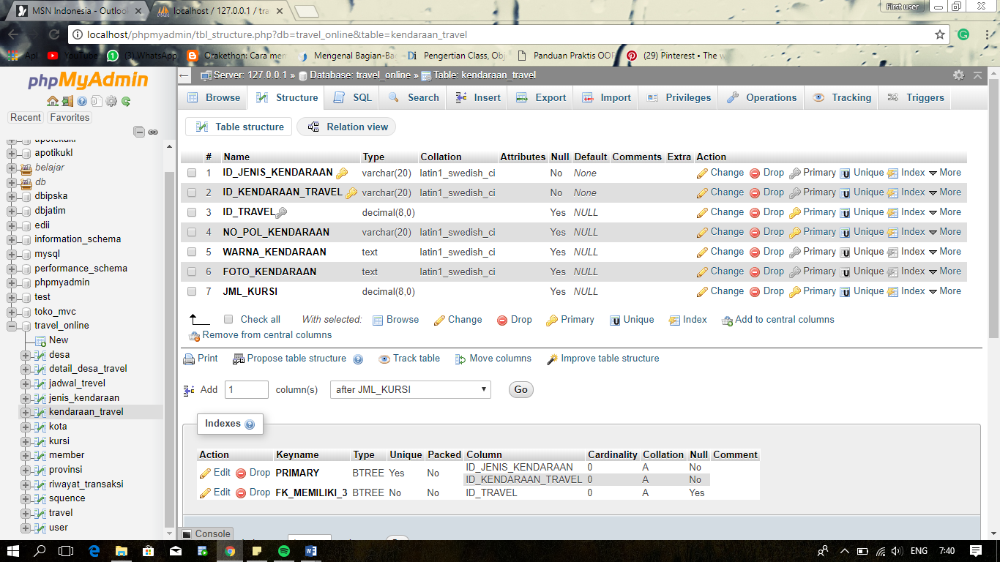 MSN Indonesia - Outlook
localhost / 127.0.0.1 / tra
First user
localhost/phpmyadmin/tbl_structure.php?db=travel_online&table=kendaraan_travel
Apl
YouTube
(3) WhatsApp
Orakethon: Cara men
Mengenal Bagian-Ba
Di Pengertian Class, Obj
Panduan Praktis OOP
(29) Pinterest • The w
phpMyAdmin
Recent
Favorites
apotekukl
apotikukl
belajar
db
dbipska
dbjatim
edii
information_schema
mysql
performance_schema
phpmyadmin
test
toko_mvc
travel_online
New
desa
detail_desa_travel
jadwal_trevel
jenis_kendaraan
kendaraan_travel
kota
kursi
member
provinsi
riwayat_transaksi
squence
travel
user
Server: 127.0.0.1 » Database: travel_online » Table: kendaraan_travel
Browse Structure SQL Search Insert Export Import Privileges Operations Tracking Triggers
Table structure Relation view
# Name Type Collation Attributes Null Default Comments Extra Action
1 ID_JENIS_KENDARAAN varchar(20) latin1_swedish_ci No None Change Drop Primary Unique Index More
2 ID_KENDARAAN_TRAVEL varchar(20) latin1_swedish_ci No None Change Drop Primary Unique Index More
3 ID_TRAVEL decimal(8,0) Yes NULL Change Drop Primary Unique Index More
4 NO_POL_KENDARAAN varchar(20) latin1_swedish_ci Yes NULL Change Drop Primary Unique Index More
5 WARNA_KENDARAAN text latin1_swedish_ci Yes NULL Change Drop Primary Unique Index More
6 FOTO_KENDARAAN text latin1_swedish_ci Yes NULL Change Drop Primary Unique Index More
7 JML_KURSI decimal(8,0) Yes NULL Change Drop Primary Unique Index More
Check all With selected: Browse Change Drop Primary Unique Index Add to central columns
Remove from central columns
Print Propose table structure Track table Move columns Improve table structure
Add 1 column(s) after JML_KURSI Go
Indexes
Action Keyname Type Unique Packed Column Cardinality Collation Null Comment
Edit Drop PRIMARY BTREE Yes No ID_JENIS_KENDARAAN 0 A No
ID_KENDARAAN_TRAVEL 0 A No
Edit Drop FK_MEMILIKI_3 BTREE No No ID_TRAVEL 0 A Yes
Console
ENG 7:40